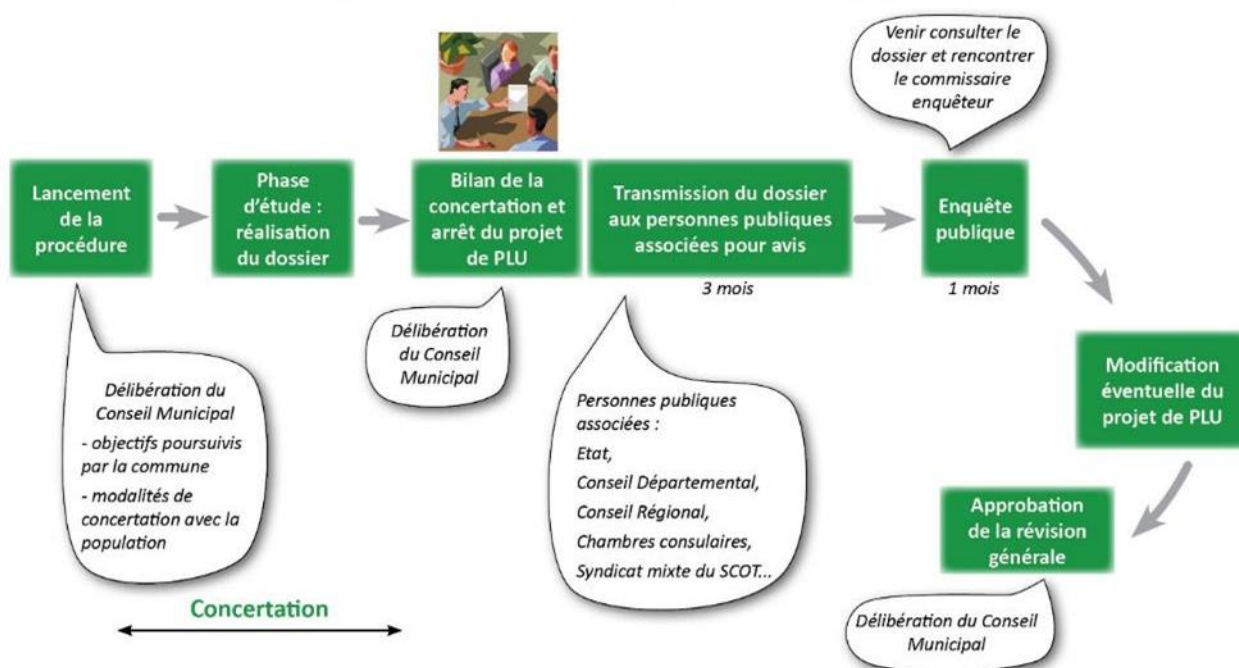 Venir consulter le
dossier et rencontrer
le commissaire
enquêteur
Lancement
de la
procédure
Phase
d'étude :
réalisation
du dossier
Bilan de la
concertation et
arrêt du projet
de PLU
Transmission du dossier
aux personnes publiques
associées pour avis
Enquête
publique
3 mois
1 mois
Délibération du
Conseil Municipal
- objectifs poursuivis
par la commune
- modalités de
concertation avec la
population
Délibération
du Conseil
Municipal
Personnes publiques
associées :
Etat,
Conseil Départemental,
Conseil Régional,
Chambres consulaires,
Syndicat mixte du SCOT...
Modification
éventuelle du
projet de PLU
Approbation
de la révision
générale
Délibération du Conseil
Municipal
Concertation